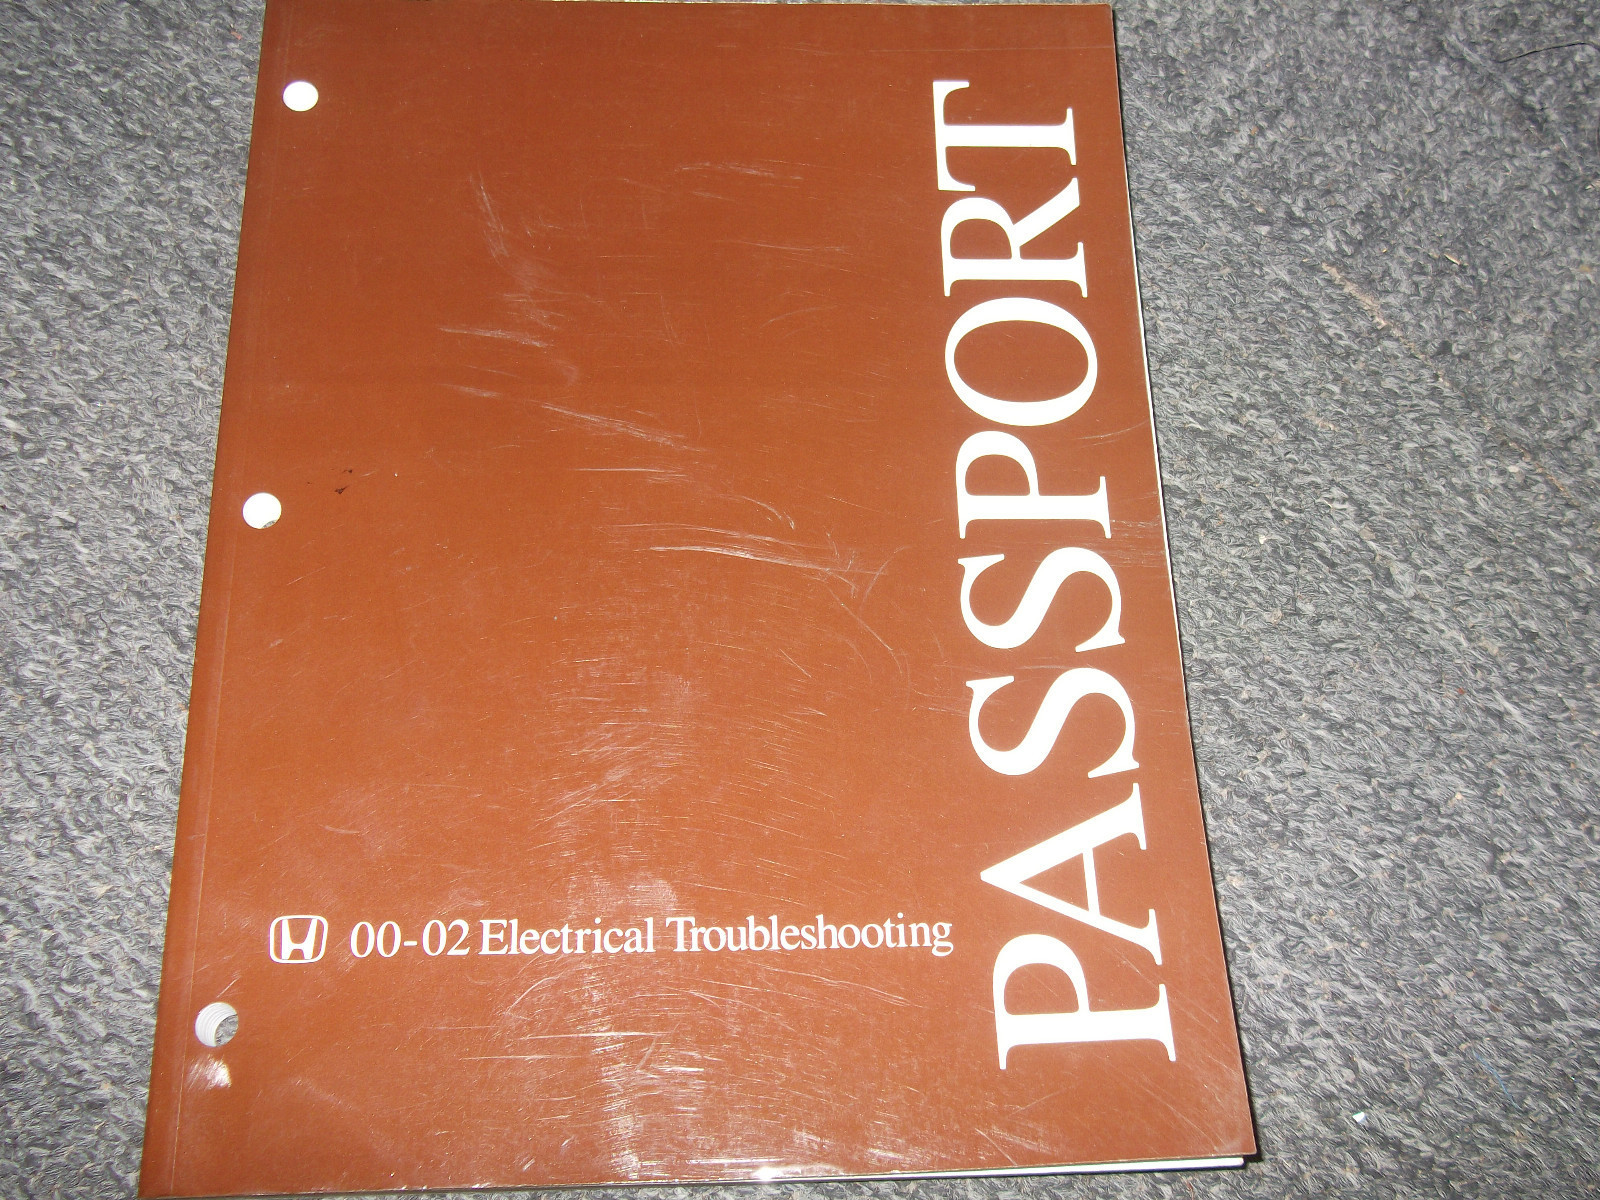 PASSPORT
00-02 Electrical Troubleshooting